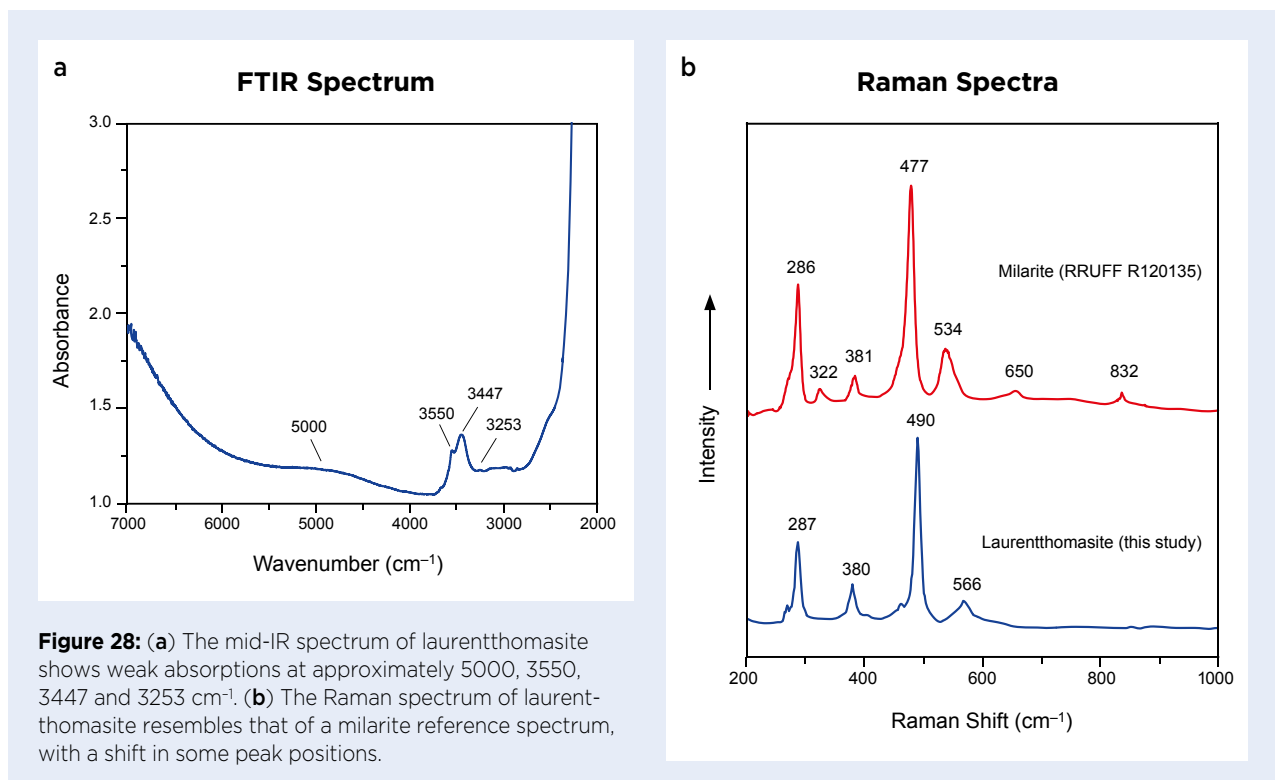 a
FTIR Spectrum
3.0
2.5
2.0
1.5
1.0
Absorbance
5000
3550
3447
3253
7000 6000 5000 4000 3000 2000
Wavenumber (cm⁻¹)
Figure 28: (a) The mid-IR spectrum of laurentthomasite
shows weak absorptions at approximately 5000, 3550,
3447 and 3253 cm⁻¹. (b) The Raman spectrum of laurent-
thomasite resembles that of a milarite reference spectrum,
with a shift in some peak positions.
b
Raman Spectra
Intensity
477
286
322
381
534
650
832
Milarite (RRUFF R120135)
490
287
380
566
Laurentthomasite (this study)
200 400 600 800 1000
Raman Shift (cm⁻¹)